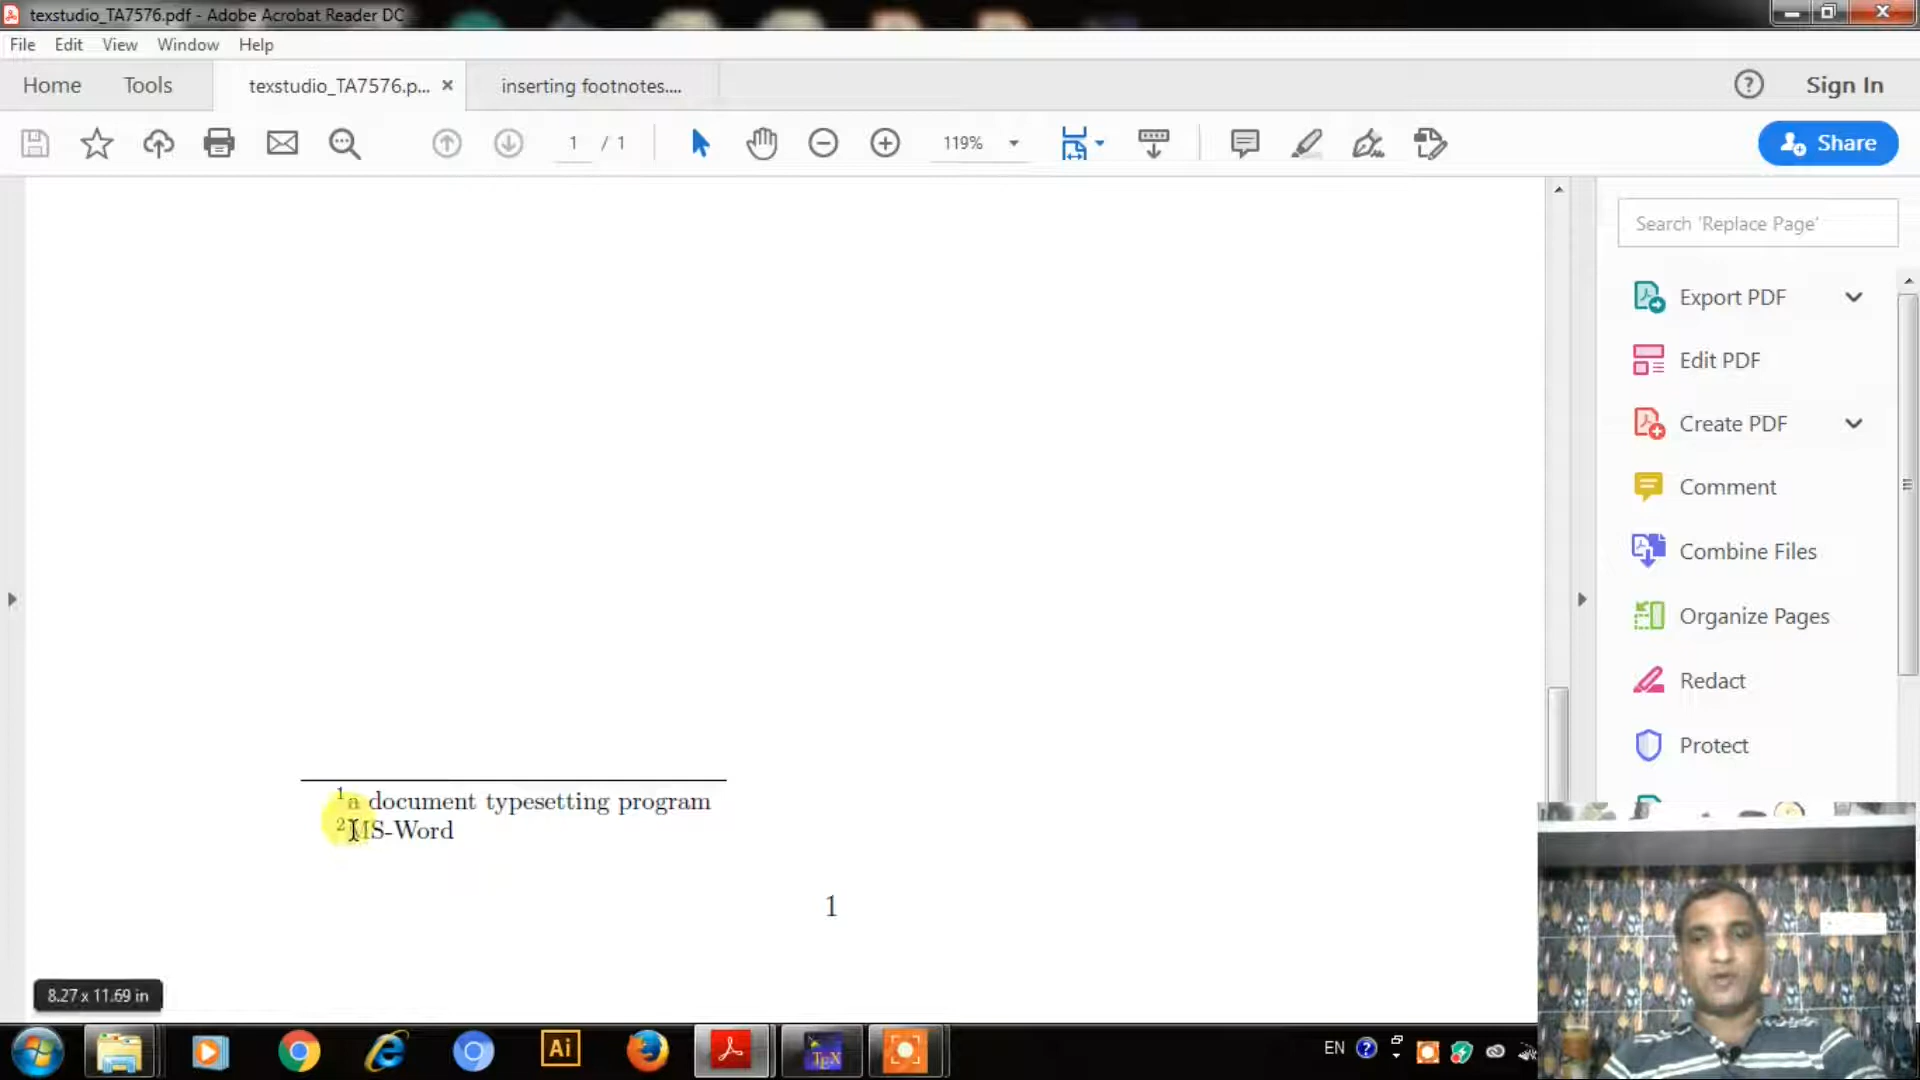 texstudio_TA7576.pdf - Adobe Acrobat Reader DC
File Edit View Window Help
Home Tools texstudio_TA7576.p... × inserting footnotes.... ? Sign In
1 / 1 119% Share
Search 'Replace Page'
Export PDF
Edit PDF
Create PDF
Comment
Combine Files
Organize Pages
Redact
Protect
1 a document typesetting program
2 MS-Word
1
8.27 x 11.69 in
Ai TEX EN ?